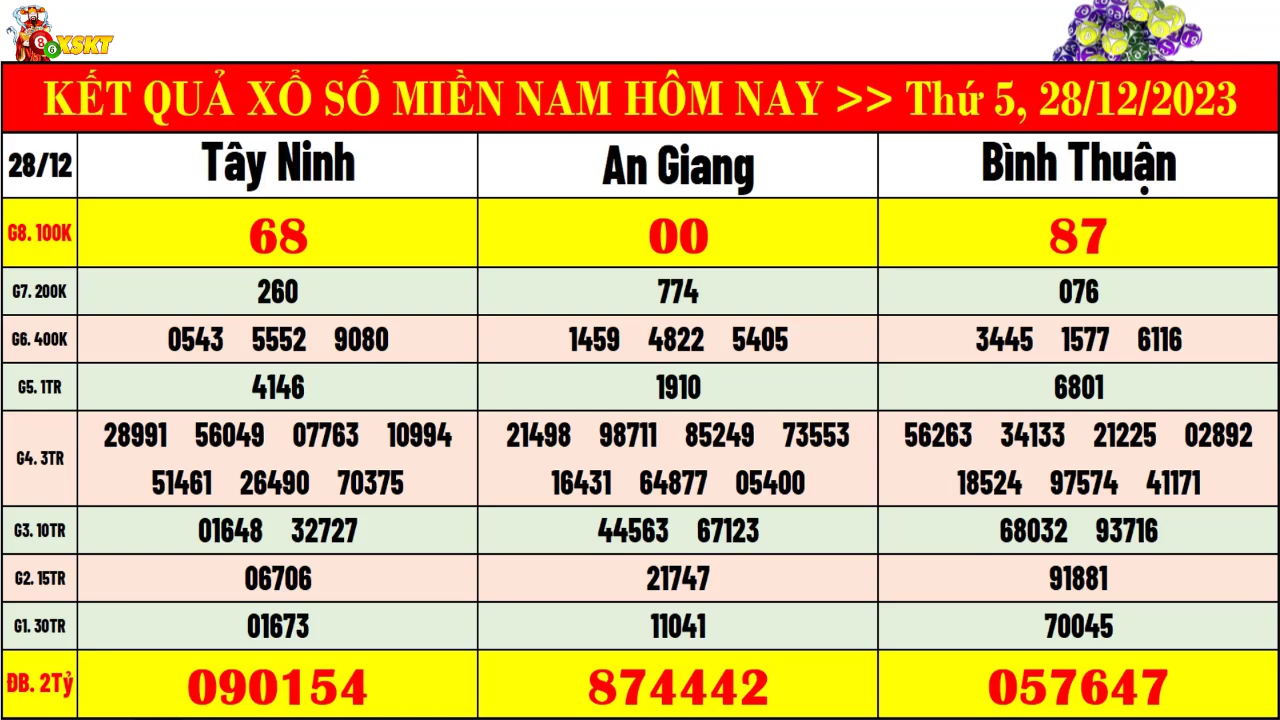 XSKT
KẾT QUẢ XỔ SỐ MIỀN NAM HÔM NAY >> Thứ 5, 28/12/2023
28/12 Tây Ninh An Giang Bình Thuận
G8. 100K 68 00 87
G7. 200K 260 774 076
G6. 400K 0543 5552 9080 1459 4822 5405 3445 1577 6116
G5. 1TR 4146 1910 6801
G4. 3TR 28991 56049 07763 10994 21498 98711 85249 73553 56263 34133 21225 02892
51461 26490 70375 16431 64877 05400 18524 97574 41171
G3. 10TR 01648 32727 44563 67123 68032 93716
G2. 15TR 06706 21747 91881
G1. 30TR 01673 11041 70045
ĐB. 2Tỷ 090154 874442 057647